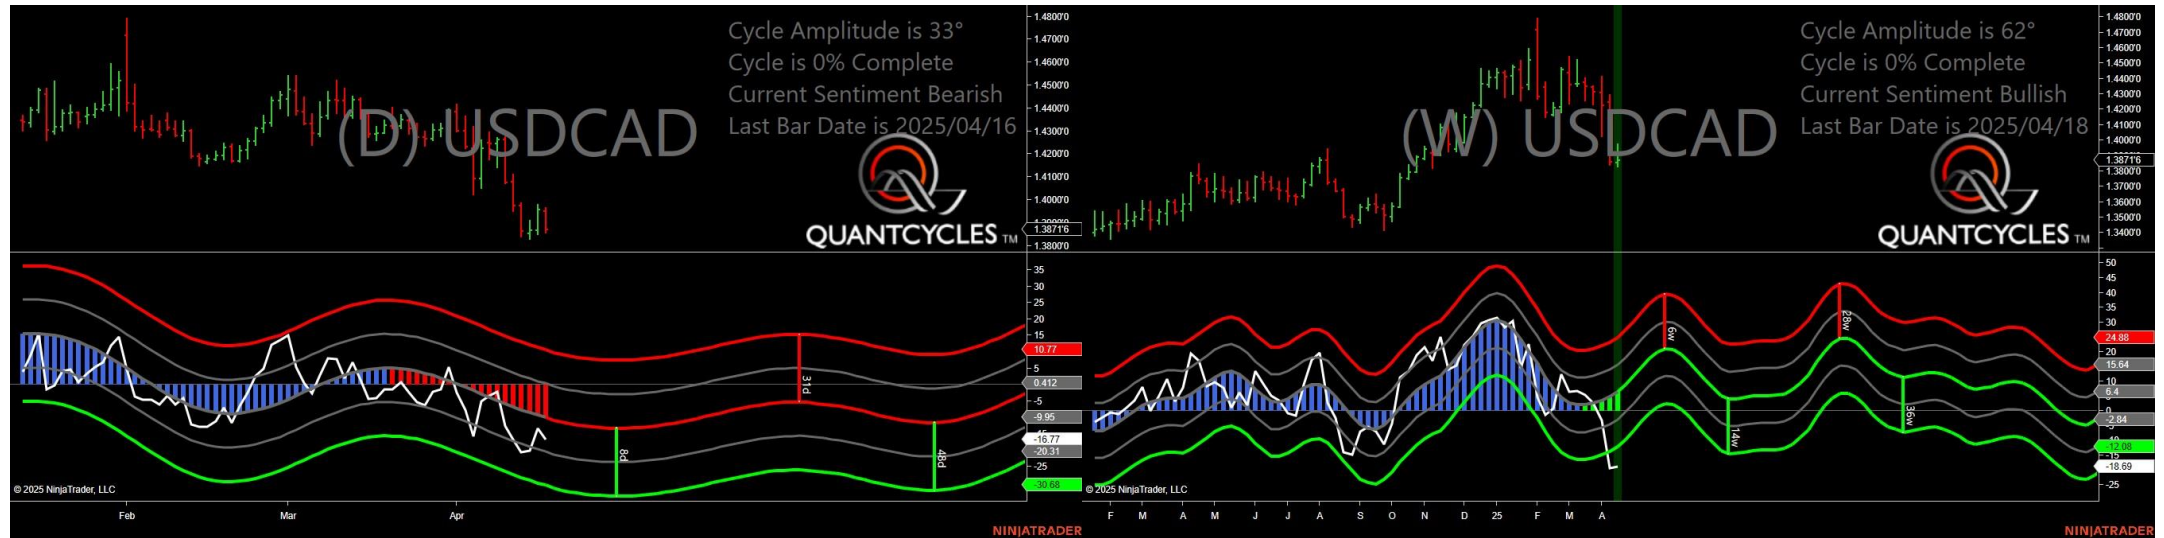 Cycle Amplitude is 33°
Cycle is 0% Complete
Current Sentiment Bearish
Last Bar Date is 2025/04/16
(D) USDCAD
QUANTCYCLES TM
1.4800'0
1.4700'0
1.4600'0
1.4500'0
1.4400'0
1.4300'0
1.4200'0
1.4100'0
1.4000'0
1.3871'6
1.3800'0
35
30
25
20
15
10.77
5
0.412
-5
-9.95
-16.77
-20.31
-25
-30.68
8d
31d
48d
© 2025 NinjaTrader, LLC
Feb
Mar
Apr
NINJATRADER
Cycle Amplitude is 62°
Cycle is 0% Complete
Current Sentiment Bullish
Last Bar Date is 2025/04/18
(W) USDCAD
QUANTCYCLES TM
1.4800'0
1.4700'0
1.4600'0
1.4500'0
1.4400'0
1.4300'0
1.4200'0
1.4100'0
1.4000'0
1.3871'6
1.3800'0
1.3700'0
1.3600'0
1.3500'0
1.3400'0
50
45
40
35
30
24.88
20
15.64
10
6.4
0
-2.84
-12.08
-15
-18.69
-25
6w
14w
28w
36w
© 2025 NinjaTrader, LLC
F
M
A
M
J
J
A
S
O
N
D
25
F
M
A
NINJATRADER